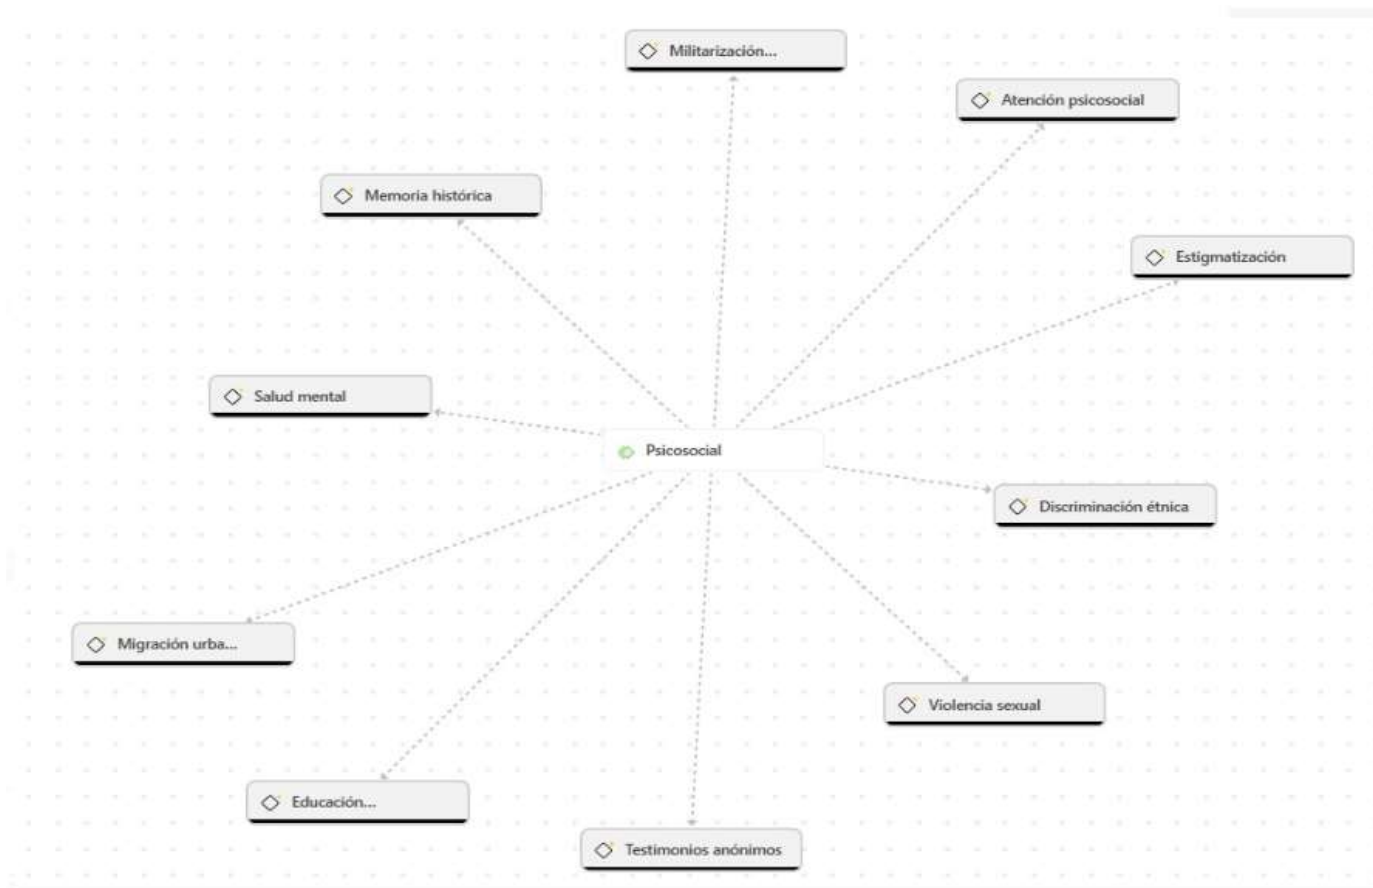 Militarización...
Atención psicosocial
Memoria histórica
Estigmatización
Salud mental
Psicosocial
Discriminación étnica
Migración urba...
Violencia sexual
Educación...
Testimonios anónimos